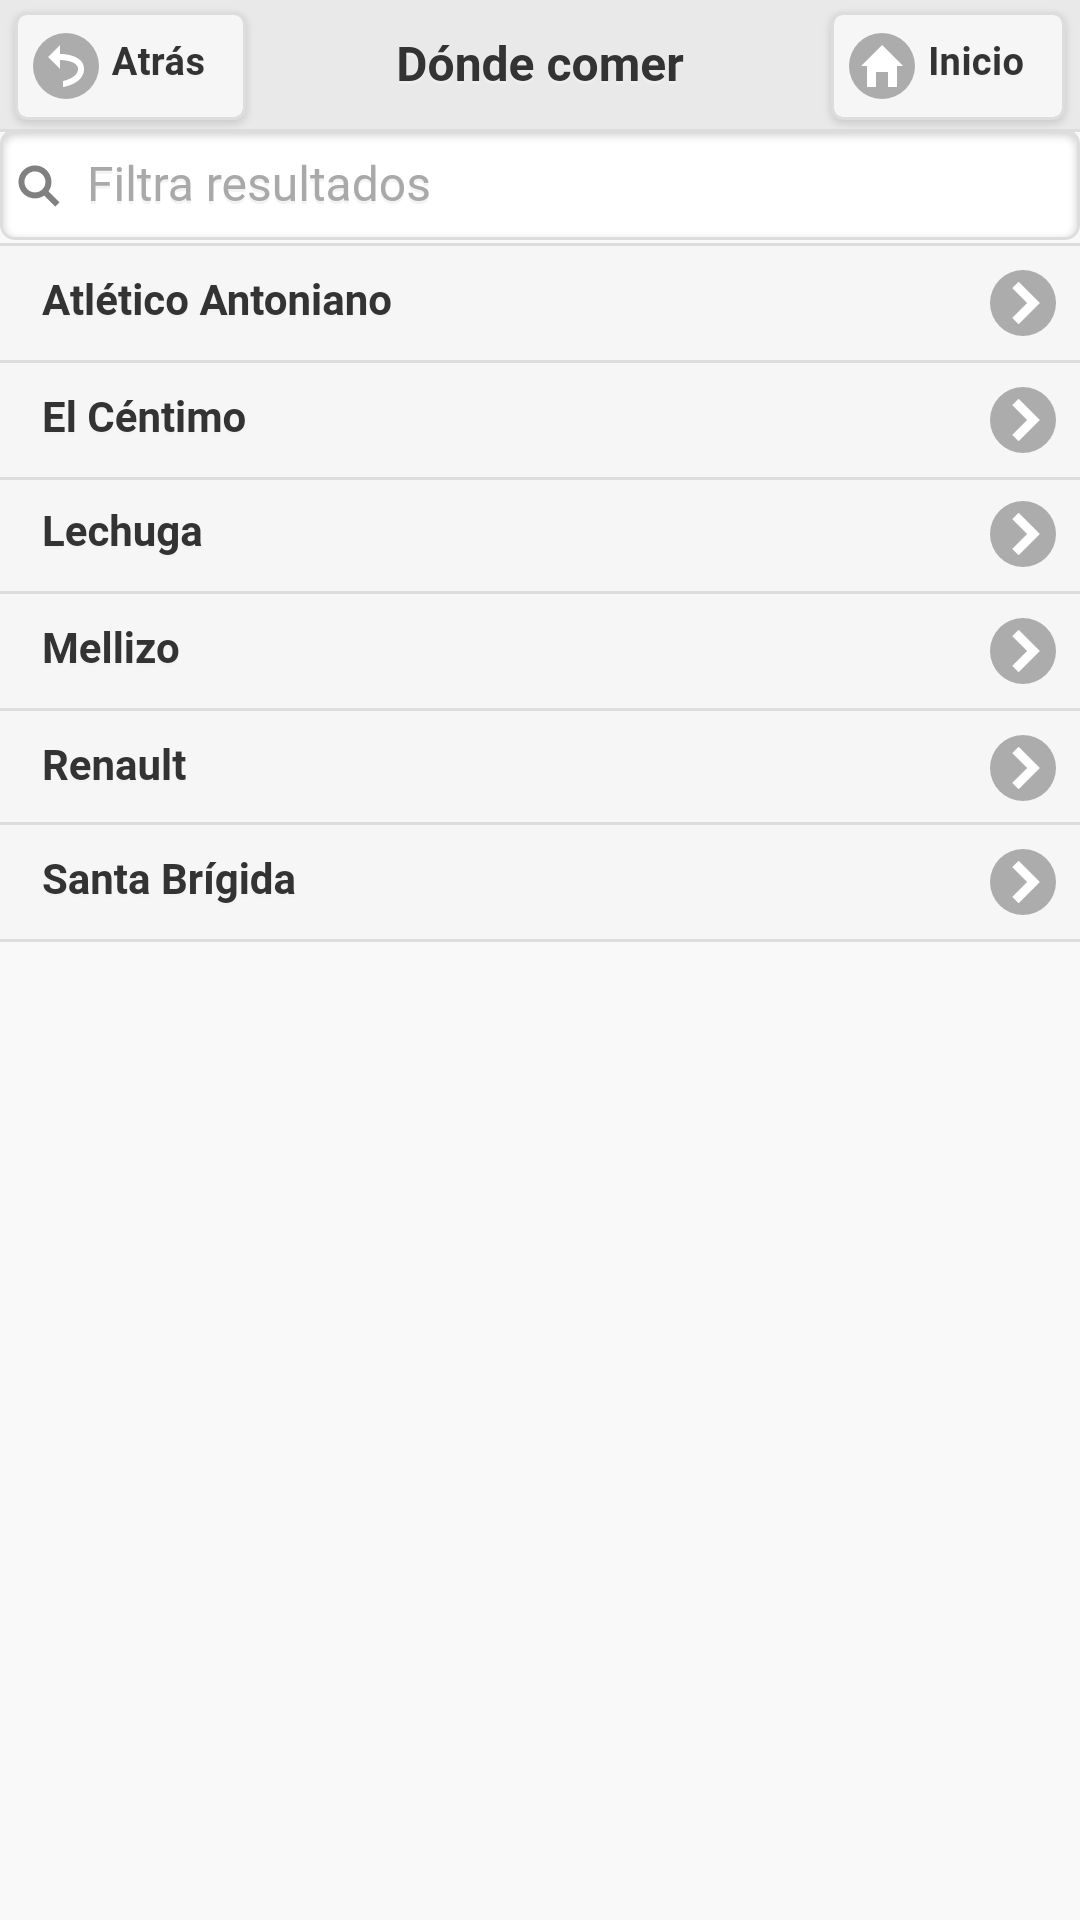 Atrás
Dónde comer
Inicio
Filtra resultados
Atlético Antoniano
El Céntimo
Lechuga
Mellizo
Renault
Santa Brígida